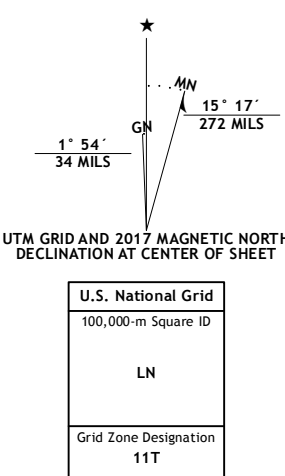 ★
MN
GN
15° 17´
272 MILS
1° 54´
34 MILS
UTM GRID AND 2017 MAGNETIC NORTH
DECLINATION AT CENTER OF SHEET
U.S. National Grid
100,000-m Square ID
LN
Grid Zone Designation
11T